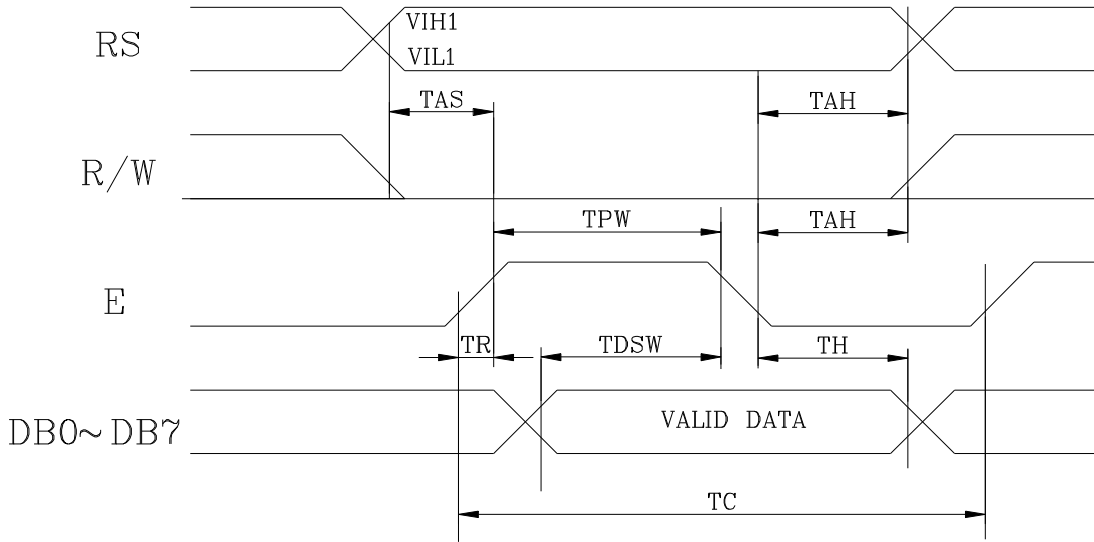 RS
VIH1
VIL1
TAS
TAH
R/W
TPW
TAH
E
TR
TDSW
TH
DB0~DB7
VALID DATA
TC